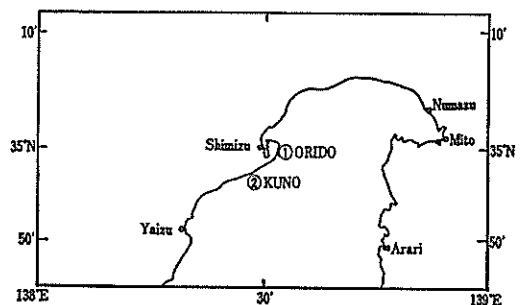 10′
10′
Numazu
Shimizu
① ORIDO
Mito
35°N
35°N
② KUNO
Yaizu
50′
50′
Arari
138°E
30′
139°E